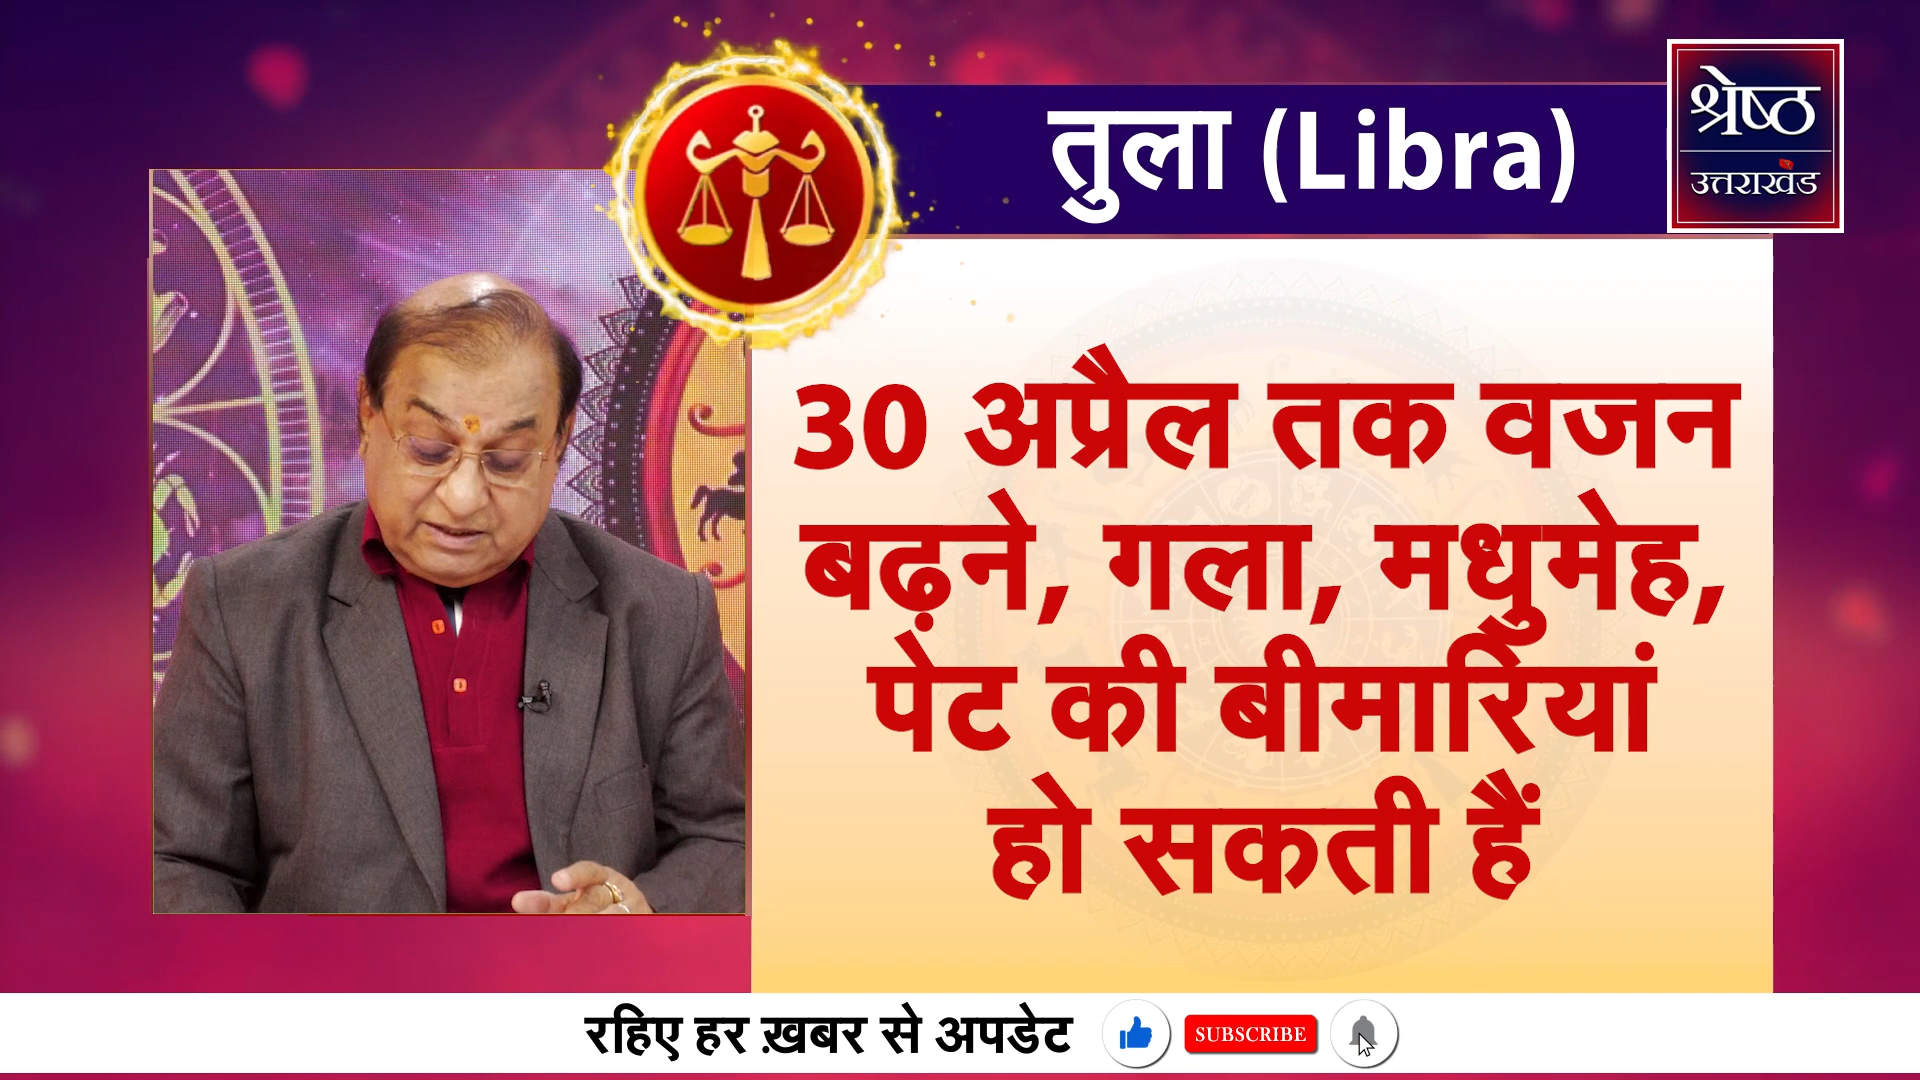 तुला (Libra)
श्रेष्ठ
उत्तराखंड
30 अप्रैल तक वजन
बढ़ने, गला, मधुमेह,
पेट की बीमारियां
हो सकती हैं
रहिए हर ख़बर से अपडेट
SUBSCRIBE